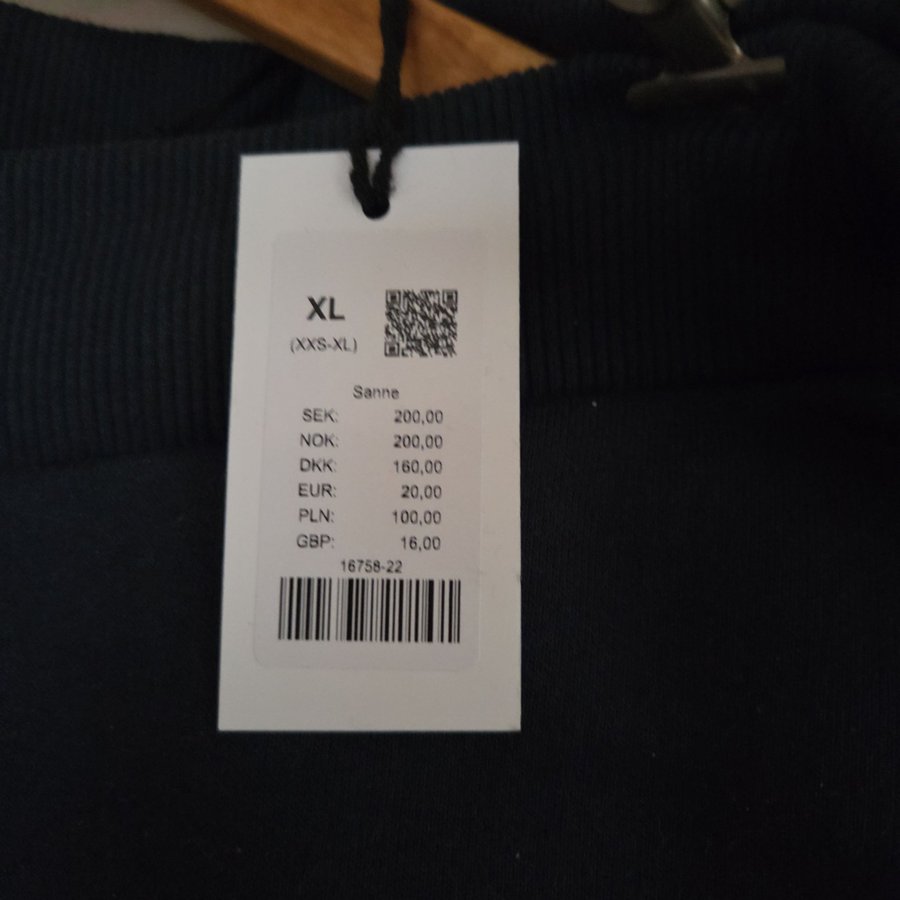 XL
(XXS-XL)
Sanne
SEK: 200,00
NOK: 200,00
DKK: 160,00
EUR: 20,00
PLN: 100,00
GBP: 16,00
16758-22